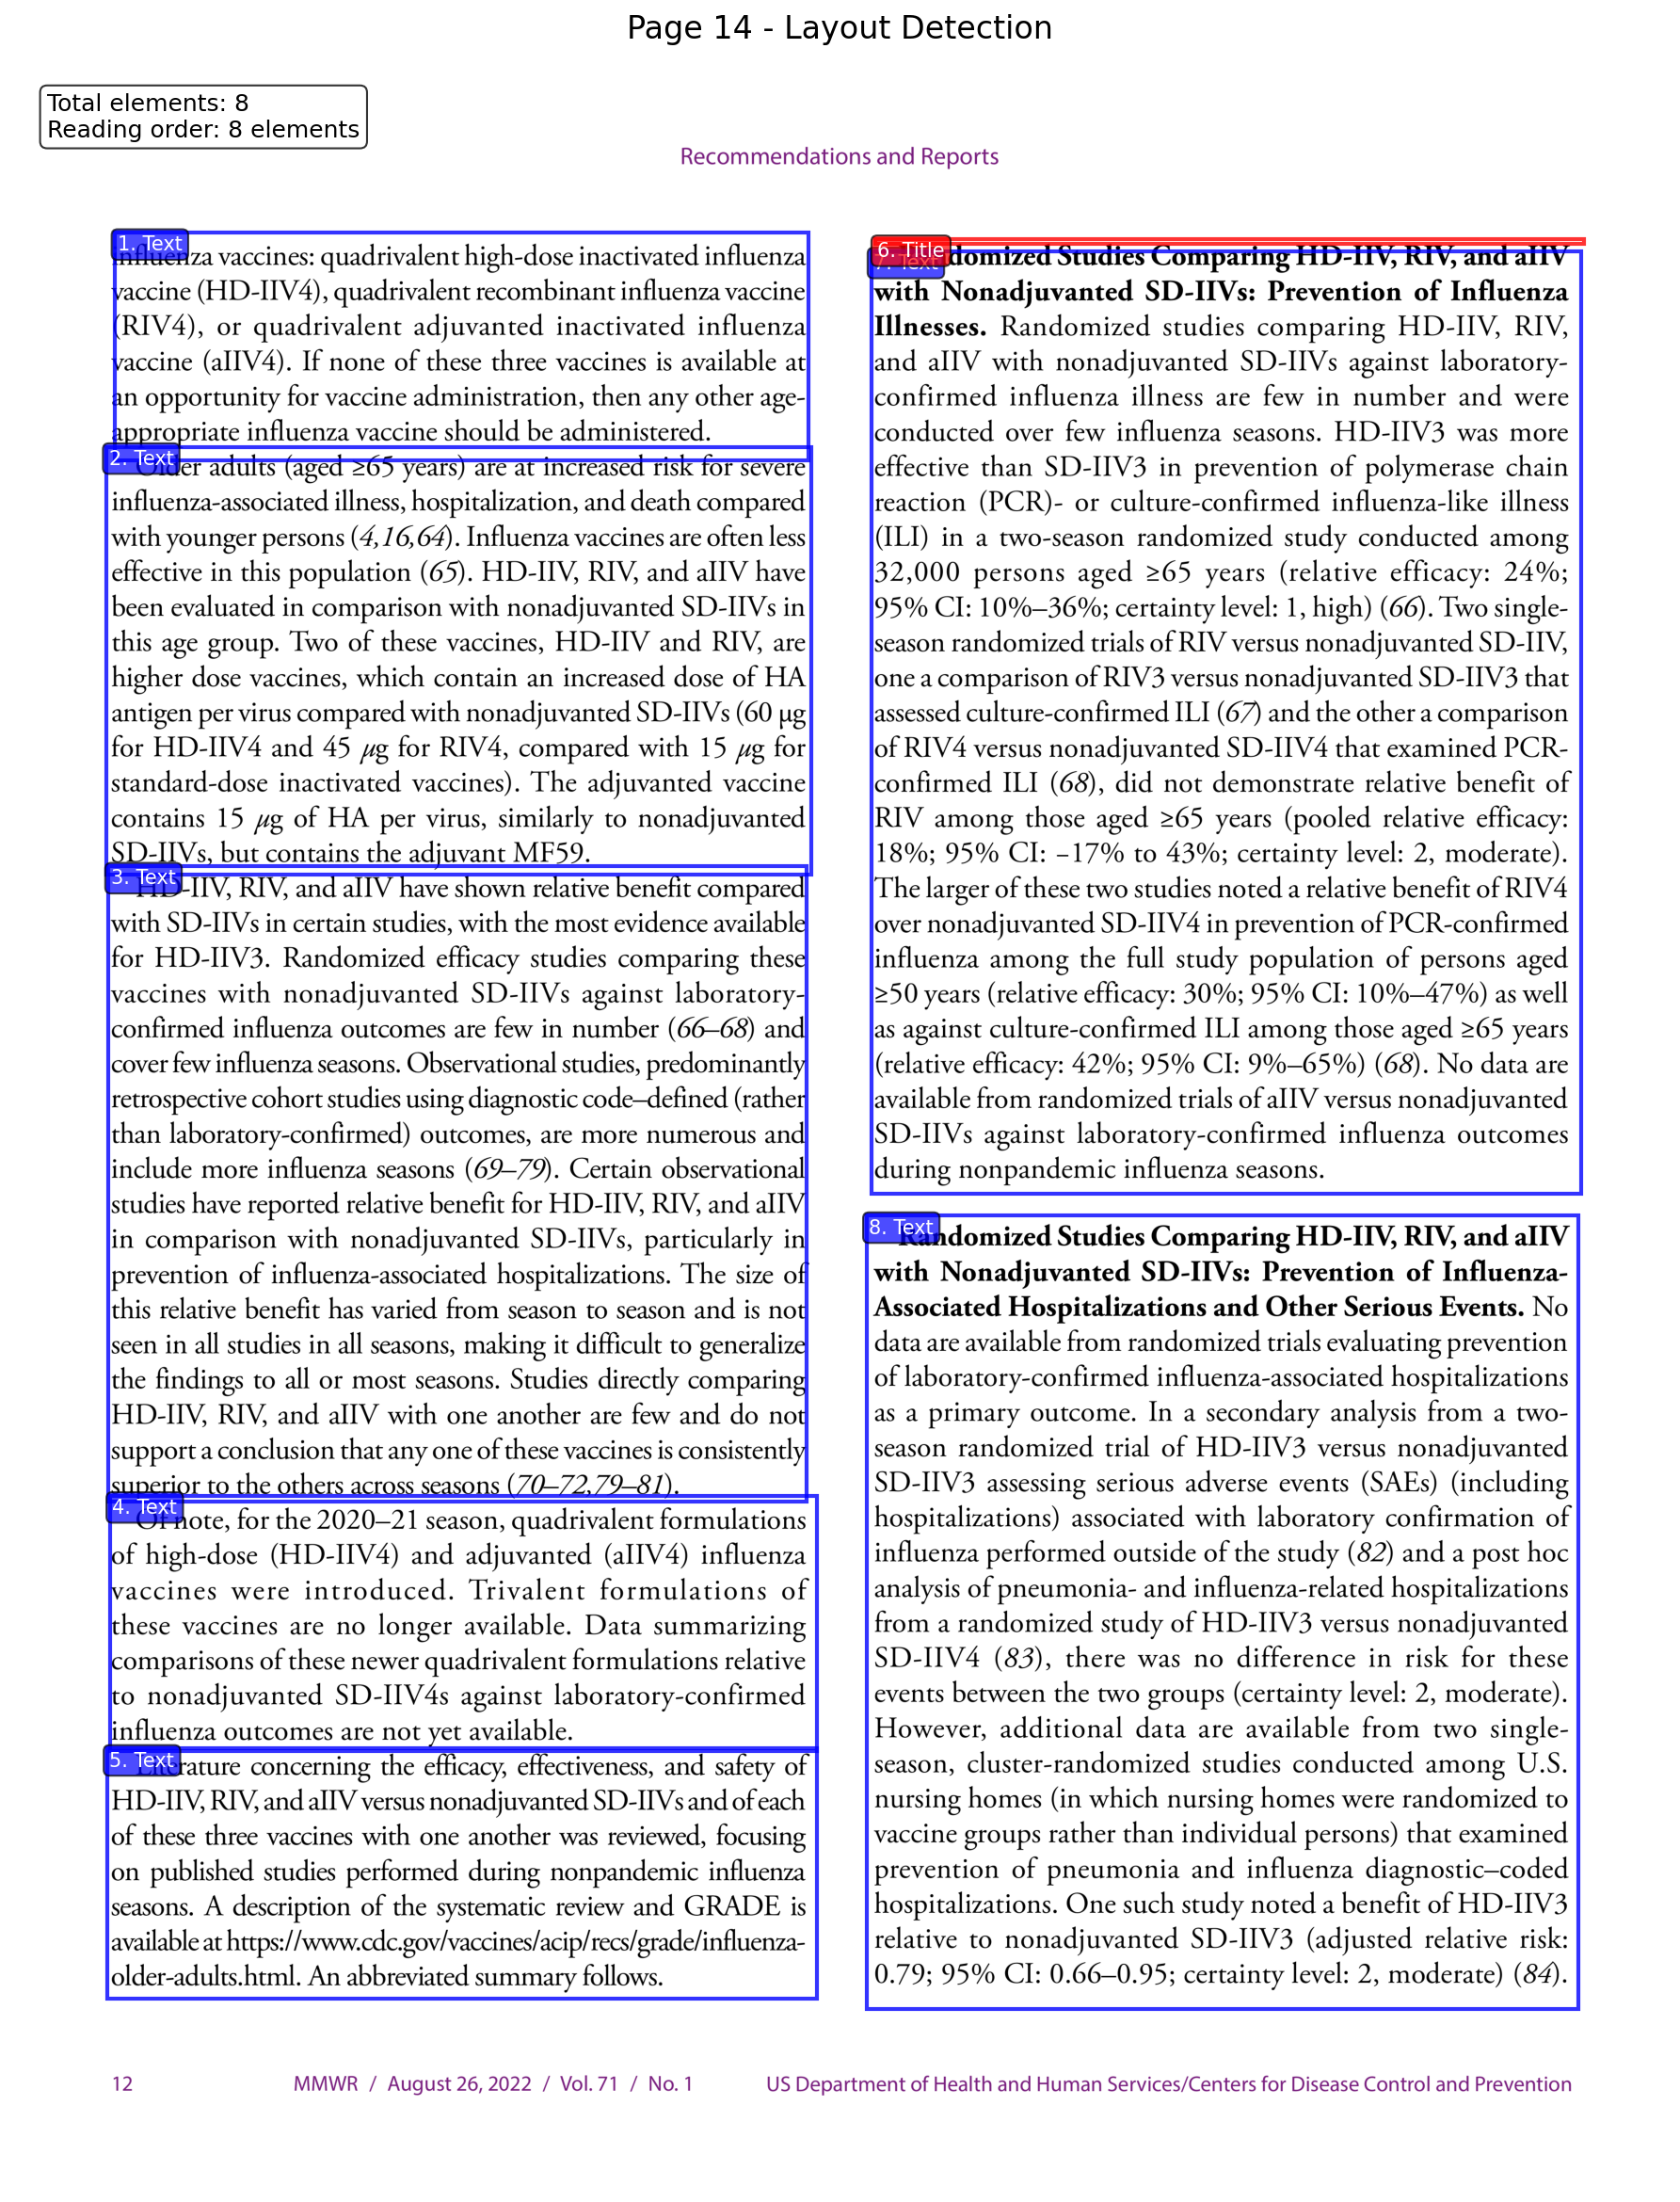 Page 14 - Layout Detection
Total elements: 8
Reading order: 8 elements
Recommendations and Reports
1. Text
influenza vaccines: quadrivalent high-dose inactivated influenza
vaccine (HD-IIV4), quadrivalent recombinant influenza vaccine
(RIV4), or quadrivalent adjuvanted inactivated influenza
vaccine (aIIV4). If none of these three vaccines is available at
an opportunity for vaccine administration, then any other age-
appropriate influenza vaccine should be administered.
2. Text
Older adults (aged ≥65 years) are at increased risk for severe
influenza-associated illness, hospitalization, and death compared
with younger persons (4,16,64). Influenza vaccines are often less
effective in this population (65). HD-IIV, RIV, and aIIV have
been evaluated in comparison with nonadjuvanted SD-IIVs in
this age group. Two of these vaccines, HD-IIV and RIV, are
higher dose vaccines, which contain an increased dose of HA
antigen per virus compared with nonadjuvanted SD-IIVs (60 μg
for HD-IIV4 and 45 μg for RIV4, compared with 15 μg for
standard-dose inactivated vaccines). The adjuvanted vaccine
contains 15 μg of HA per virus, similarly to nonadjuvanted
SD-IIVs, but contains the adjuvant MF59.
3. Text
HD-IIV, RIV, and aIIV have shown relative benefit compared
with SD-IIVs in certain studies, with the most evidence available
for HD-IIV3. Randomized efficacy studies comparing these
vaccines with nonadjuvanted SD-IIVs against laboratory-
confirmed influenza outcomes are few in number (66–68) and
cover few influenza seasons. Observational studies, predominantly
retrospective cohort studies using diagnostic code–defined (rather
than laboratory-confirmed) outcomes, are more numerous and
include more influenza seasons (69–79). Certain observational
studies have reported relative benefit for HD-IIV, RIV, and aIIV
in comparison with nonadjuvanted SD-IIVs, particularly in
prevention of influenza-associated hospitalizations. The size of
this relative benefit has varied from season to season and is not
seen in all studies in all seasons, making it difficult to generalize
the findings to all or most seasons. Studies directly comparing
HD-IIV, RIV, and aIIV with one another are few and do not
support a conclusion that any one of these vaccines is consistently
superior to the others across seasons (70–72,79–81).
4. Text
Of note, for the 2020–21 season, quadrivalent formulations
of high-dose (HD-IIV4) and adjuvanted (aIIV4) influenza
vaccines were introduced. Trivalent formulations of
these vaccines are no longer available. Data summarizing
comparisons of these newer quadrivalent formulations relative
to nonadjuvanted SD-IIV4s against laboratory-confirmed
influenza outcomes are not yet available.
5. Text
Literature concerning the efficacy, effectiveness, and safety of
HD-IIV, RIV, and aIIV versus nonadjuvanted SD-IIVs and of each
of these three vaccines with one another was reviewed, focusing
on published studies performed during nonpandemic influenza
seasons. A description of the systematic review and GRADE is
available at https://www.cdc.gov/vaccines/acip/recs/grade/influenza-
older-adults.html. An abbreviated summary follows.
6. Title
7. Text
Randomized Studies Comparing HD-IIV, RIV, and aIIV
with Nonadjuvanted SD-IIVs: Prevention of Influenza
Illnesses. Randomized studies comparing HD-IIV, RIV,
and aIIV with nonadjuvanted SD-IIVs against laboratory-
confirmed influenza illness are few in number and were
conducted over few influenza seasons. HD-IIV3 was more
effective than SD-IIV3 in prevention of polymerase chain
reaction (PCR)- or culture-confirmed influenza-like illness
(ILI) in a two-season randomized study conducted among
32,000 persons aged ≥65 years (relative efficacy: 24%;
95% CI: 10%–36%; certainty level: 1, high) (66). Two single-
season randomized trials of RIV versus nonadjuvanted SD-IIV,
one a comparison of RIV3 versus nonadjuvanted SD-IIV3 that
assessed culture-confirmed ILI (67) and the other a comparison
of RIV4 versus nonadjuvanted SD-IIV4 that examined PCR-
confirmed ILI (68), did not demonstrate relative benefit of
RIV among those aged ≥65 years (pooled relative efficacy:
18%; 95% CI: −17% to 43%; certainty level: 2, moderate).
The larger of these two studies noted a relative benefit of RIV4
over nonadjuvanted SD-IIV4 in prevention of PCR-confirmed
influenza among the full study population of persons aged
≥50 years (relative efficacy: 30%; 95% CI: 10%–47%) as well
as against culture-confirmed ILI among those aged ≥65 years
(relative efficacy: 42%; 95% CI: 9%–65%) (68). No data are
available from randomized trials of aIIV versus nonadjuvanted
SD-IIVs against laboratory-confirmed influenza outcomes
during nonpandemic influenza seasons.
8. Text
Randomized Studies Comparing HD-IIV, RIV, and aIIV
with Nonadjuvanted SD-IIVs: Prevention of Influenza-
Associated Hospitalizations and Other Serious Events. No
data are available from randomized trials evaluating prevention
of laboratory-confirmed influenza-associated hospitalizations
as a primary outcome. In a secondary analysis from a two-
season randomized trial of HD-IIV3 versus nonadjuvanted
SD-IIV3 assessing serious adverse events (SAEs) (including
hospitalizations) associated with laboratory confirmation of
influenza performed outside of the study (82) and a post hoc
analysis of pneumonia- and influenza-related hospitalizations
from a randomized study of HD-IIV3 versus nonadjuvanted
SD-IIV4 (83), there was no difference in risk for these
events between the two groups (certainty level: 2, moderate).
However, additional data are available from two single-
season, cluster-randomized studies conducted among U.S.
nursing homes (in which nursing homes were randomized to
vaccine groups rather than individual persons) that examined
prevention of pneumonia and influenza diagnostic–coded
hospitalizations. One such study noted a benefit of HD-IIV3
relative to nonadjuvanted SD-IIV3 (adjusted relative risk:
0.79; 95% CI: 0.66–0.95; certainty level: 2, moderate) (84).
12 MMWR / August 26, 2022 / Vol. 71 / No. 1 US Department of Health and Human Services/Centers for Disease Control and Prevention